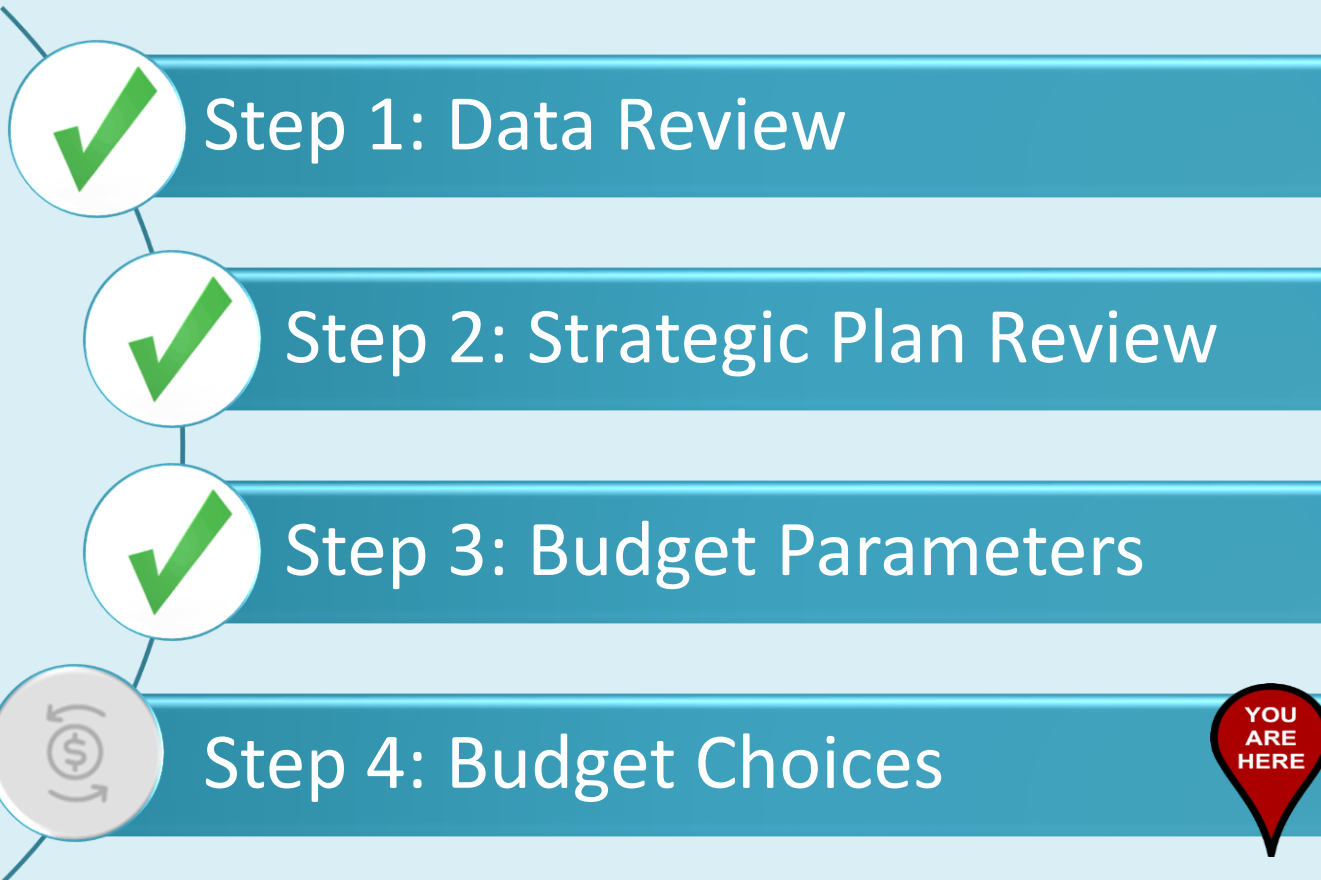 Step 1: Data Review
Step 2: Strategic Plan Review
Step 3: Budget Parameters
$
Step 4: Budget Choices
YOU
ARE
HERE